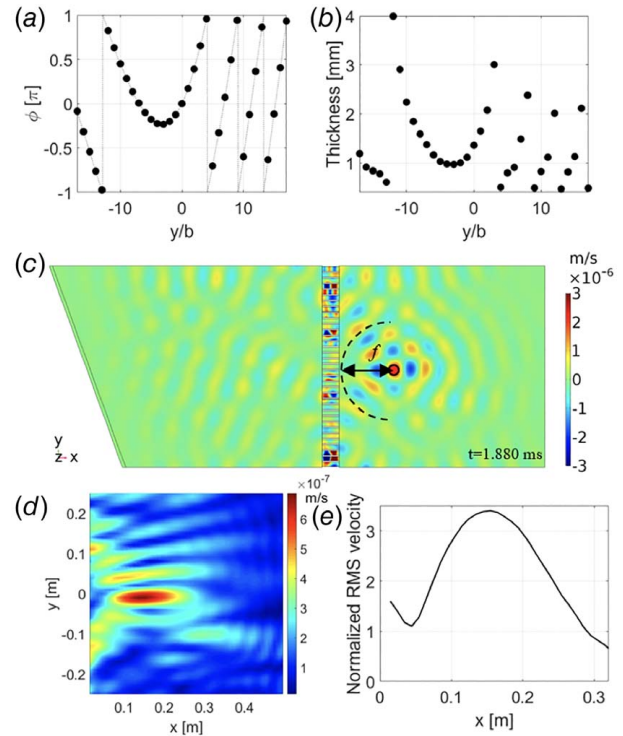 (a)
1
0.5
0
-0.5
-1
ϕ [π]
-10
0
10
y/b
(b)
4
3
2
1
Thickness [mm]
-10
0
10
y/b
(c)
m/s
×10⁻⁶
3
2
1
0
-1
-2
-3
f
y
z x
t=1.880 ms
(d)
0.2
0.1
0
-0.1
-0.2
y [m]
0.1
0.2
0.3
0.4
x [m]
×10⁻⁷
m/s
6
5
4
3
2
1
(e)
3
2
1
0
Normalized RMS velocity
0
0.1
0.2
0.3
x [m]